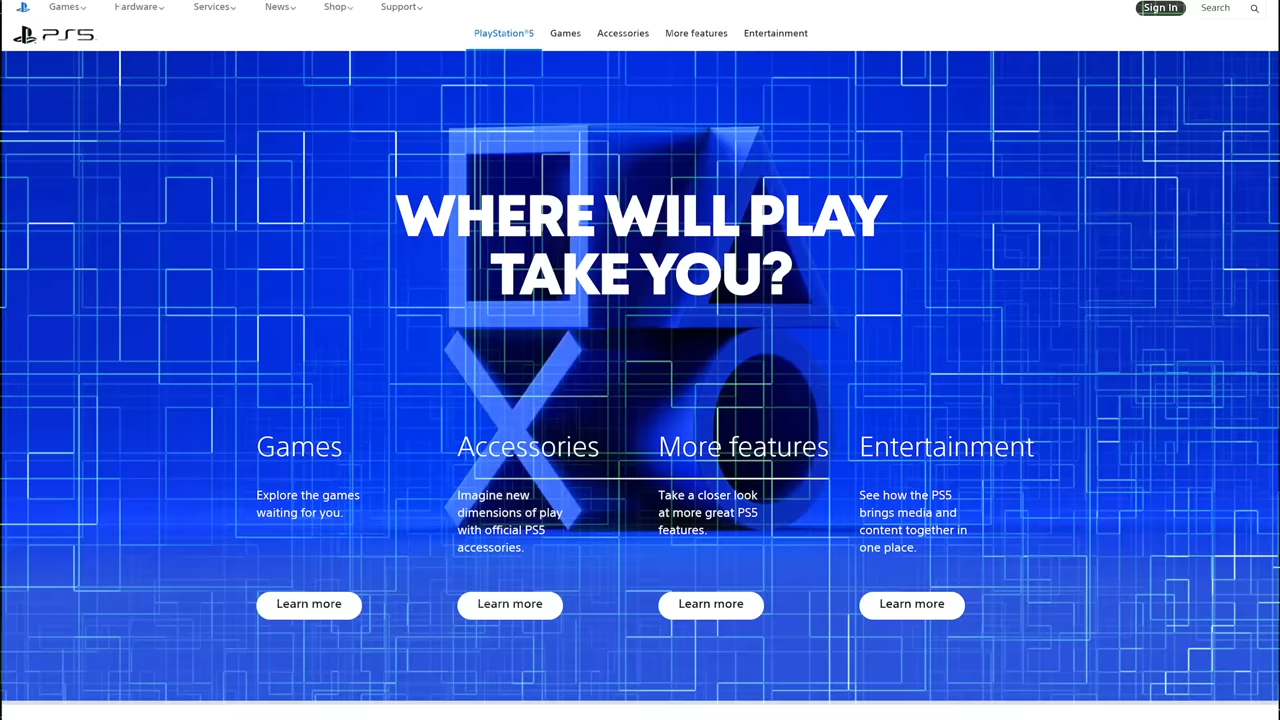 Games
Hardware
Services
News
Shop
Support
Sign In
Search
PS5
PlayStation®5
Games
Accessories
More features
Entertainment
WHERE WILL PLAY
TAKE YOU?
Games
Explore the games
waiting for you.
Learn more
Accessories
Imagine new
dimensions of play
with official PS5
accessories.
Learn more
More features
Take a closer look
at more great PS5
features.
Learn more
Entertainment
See how the PS5
brings media and
content together in
one place.
Learn more